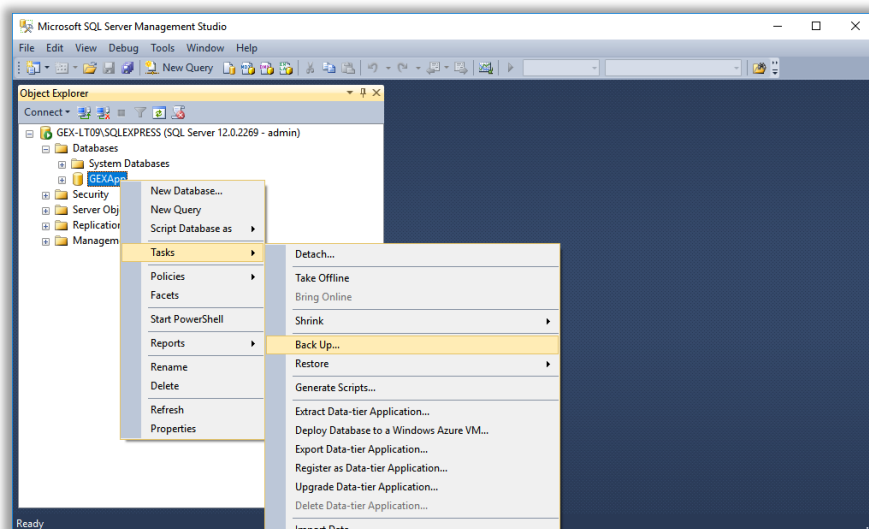 Microsoft SQL Server Management Studio
File Edit View Debug Tools Window Help
New Query
Object Explorer
Connect
GEX-LT09\SQLEXPRESS (SQL Server 12.0.2269 - admin)
Databases
System Databases
GEXApp
Security
Server Obj
Replication
Managem
New Database...
New Query
Script Database as
Tasks
Policies
Facets
Start PowerShell
Reports
Rename
Delete
Refresh
Properties
Detach...
Take Offline
Bring Online
Shrink
Back Up...
Restore
Generate Scripts...
Extract Data-tier Application...
Deploy Database to a Windows Azure VM...
Export Data-tier Application...
Register as Data-tier Application...
Upgrade Data-tier Application...
Delete Data-tier Application...
Import Data
Ready